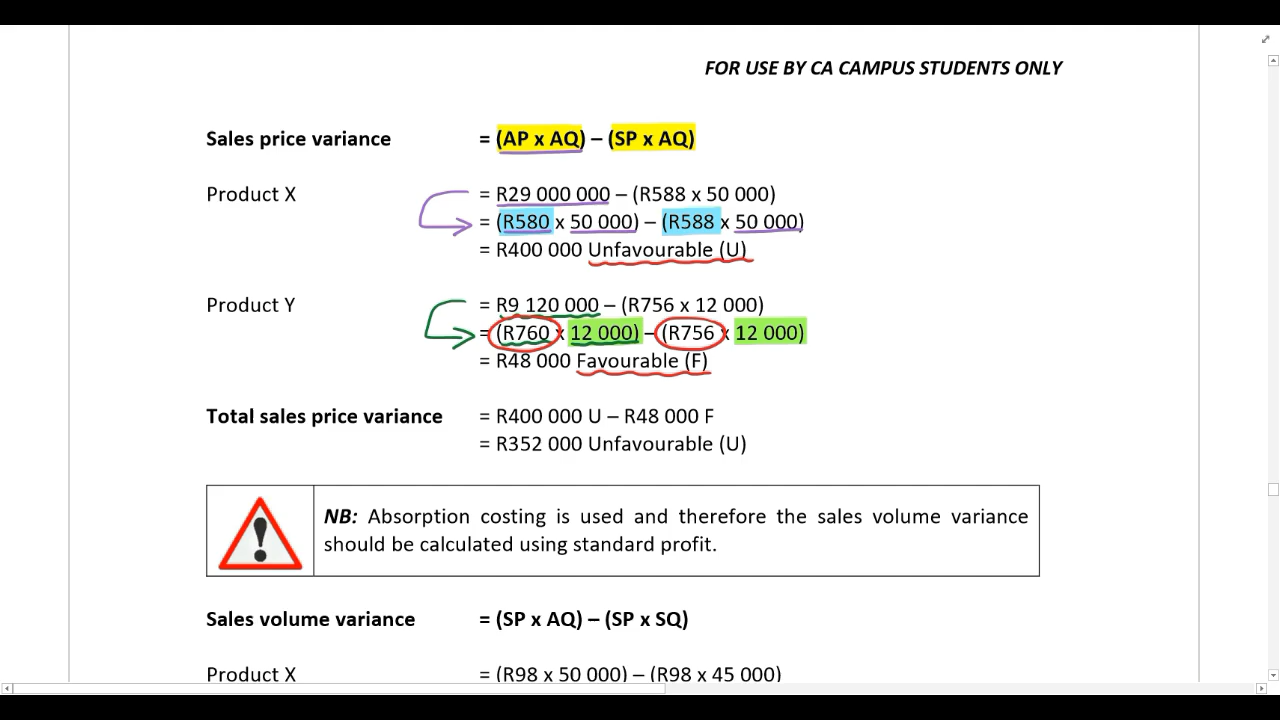 FOR USE BY CA CAMPUS STUDENTS ONLY
Sales price variance = (AP x AQ) – (SP x AQ)
Product X = R29 000 000 – (R588 x 50 000)
= (R580 x 50 000) – (R588 x 50 000)
= R400 000 Unfavourable (U)
Product Y = R9 120 000 – (R756 x 12 000)
= (R760 x 12 000) – (R756 x 12 000)
= R48 000 Favourable (F)
Total sales price variance = R400 000 U – R48 000 F
= R352 000 Unfavourable (U)
NB: Absorption costing is used and therefore the sales volume variance
should be calculated using standard profit.
Sales volume variance = (SP x AQ) – (SP x SQ)
Product X = (R98 x 50 000) – (R98 x 45 000)